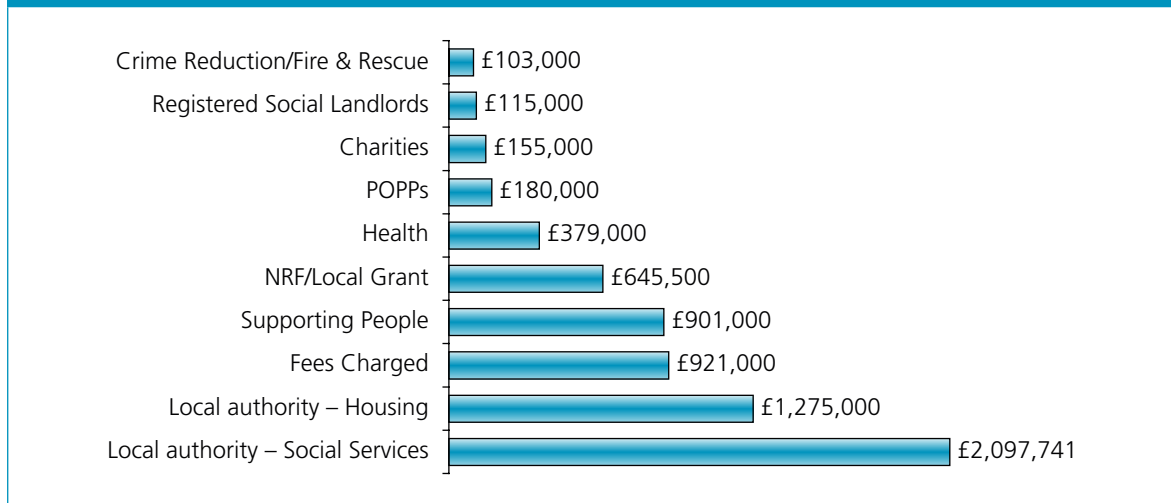 Crime Reduction/Fire & Rescue £103,000
Registered Social Landlords £115,000
Charities £155,000
POPPs £180,000
Health £379,000
NRF/Local Grant £645,500
Supporting People £901,000
Fees Charged £921,000
Local authority – Housing £1,275,000
Local authority – Social Services £2,097,741